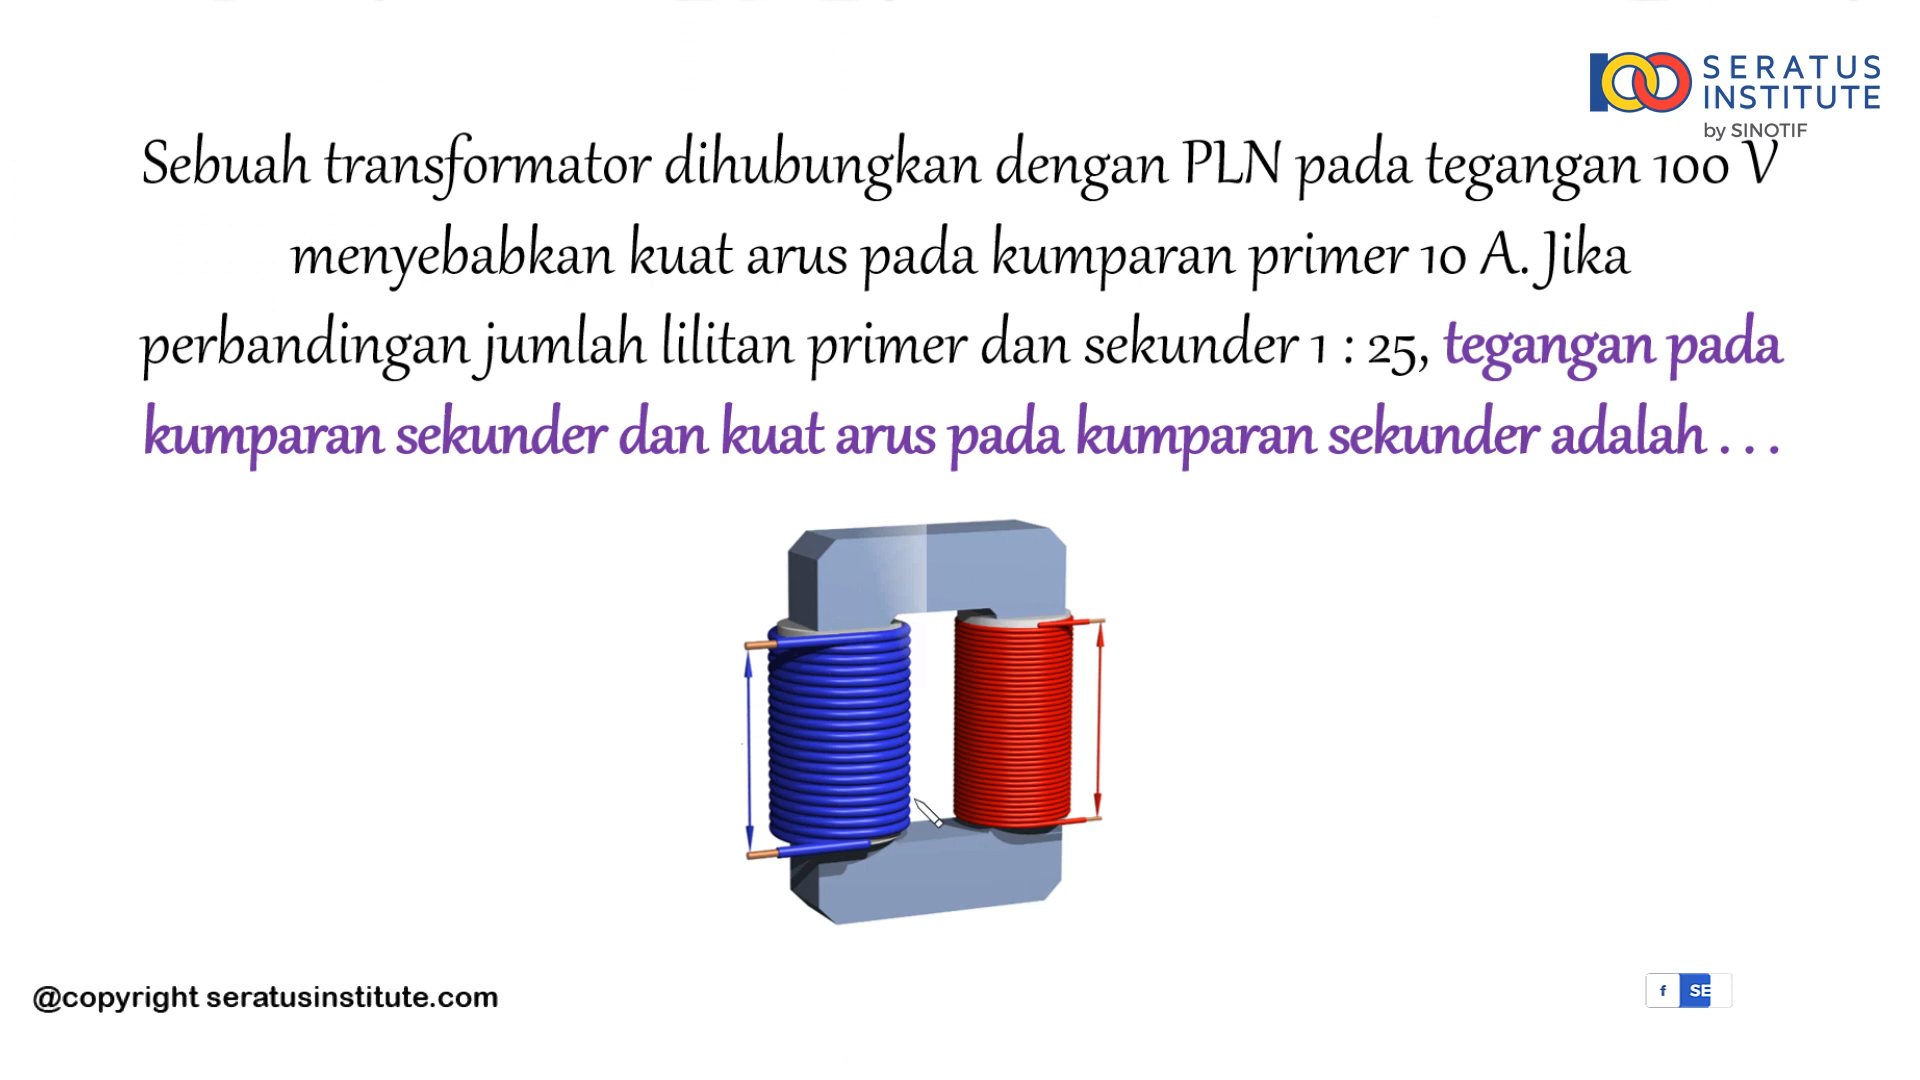 SERATUS
INSTITUTE
by SINOTIF
Sebuah transformator dihubungkan dengan PLN pada tegangan 100 V
menyebabkan kuat arus pada kumparan primer 10 A. Jika
perbandingan jumlah lilitan primer dan sekunder 1 : 25, tegangan pada
kumparan sekunder dan kuat arus pada kumparan sekunder adalah . . .
@copyright seratusinstitute.com
f SE